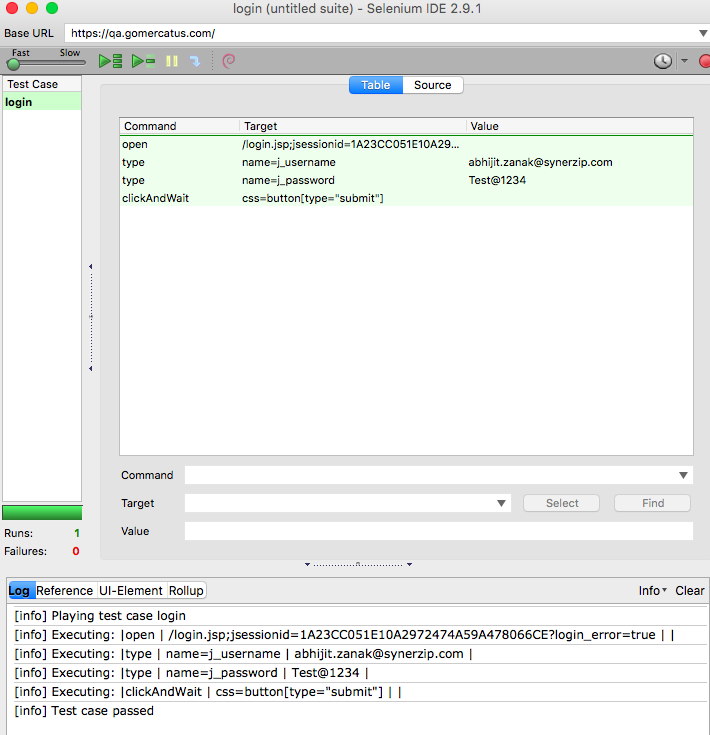 login (untitled suite) - Selenium IDE 2.9.1
Base URL https://qa.gomercatus.com/
Fast Slow
Test Case
login
Table Source
Command Target Value
open /login.jsp;jsessionid=1A23CC051E10A29...
type name=j_username abhijit.zanak@synerzip.com
type name=j_password Test@1234
clickAndWait css=button[type="submit"]
Command
Target Select Find
Value
Runs: 1
Failures: 0
Log Reference UI-Element Rollup Info Clear
[info] Playing test case login
[info] Executing: |open | /login.jsp;jsessionid=1A23CC051E10A2972474A59A478066CE?login_error=true | |
[info] Executing: |type | name=j_username | abhijit.zanak@synerzip.com |
[info] Executing: |type | name=j_password | Test@1234 |
[info] Executing: |clickAndWait | css=button[type="submit"] | |
[info] Test case passed